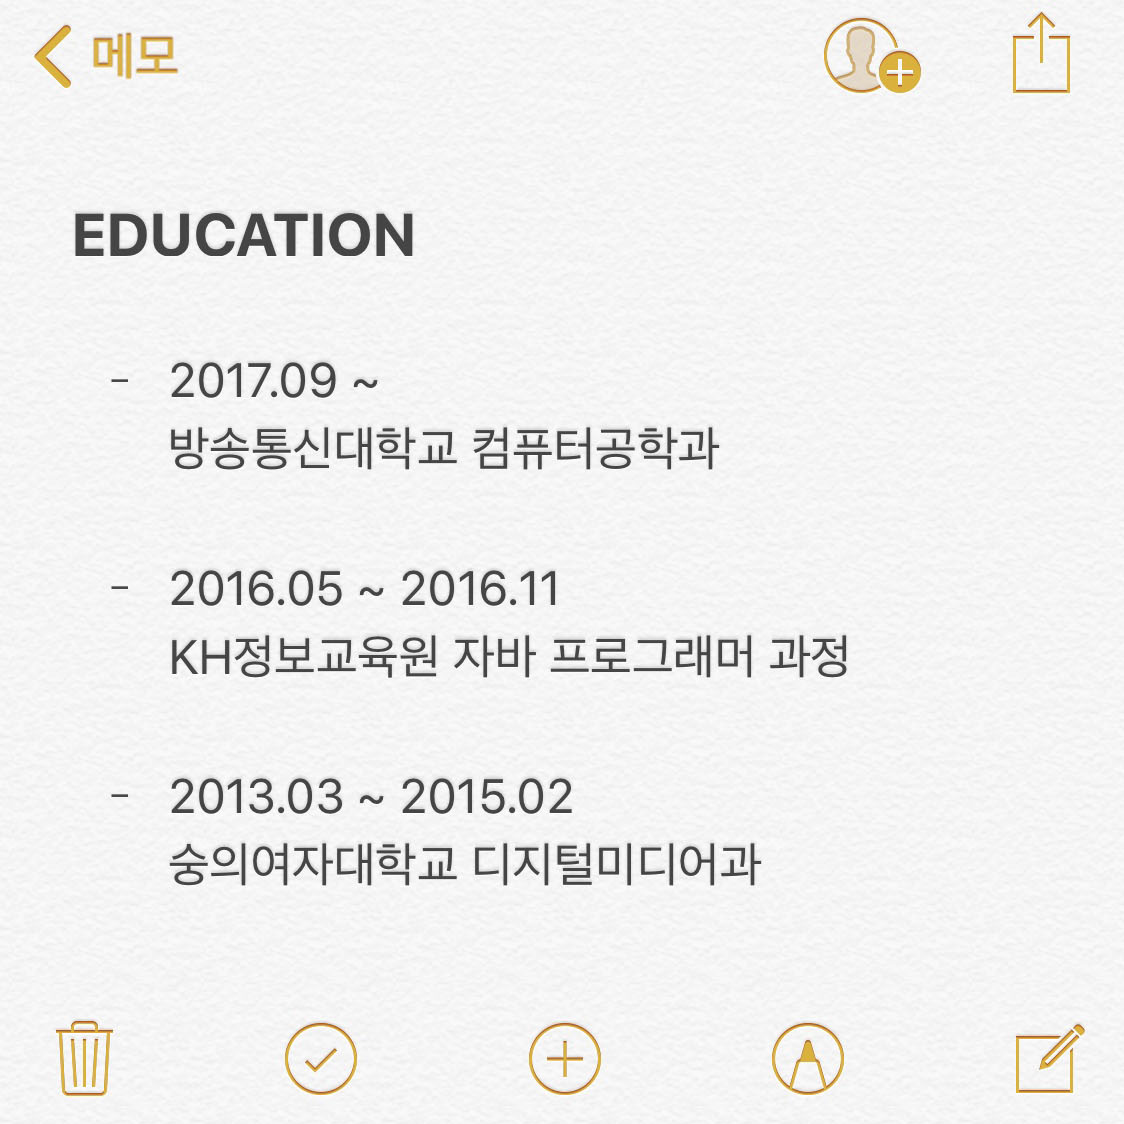 메모
EDUCATION
- 2017.09 ~
방송통신대학교 컴퓨터공학과
- 2016.05 ~ 2016.11
KH정보교육원 자바 프로그래머 과정
- 2013.03 ~ 2015.02
숭의여자대학교 디지털미디어과